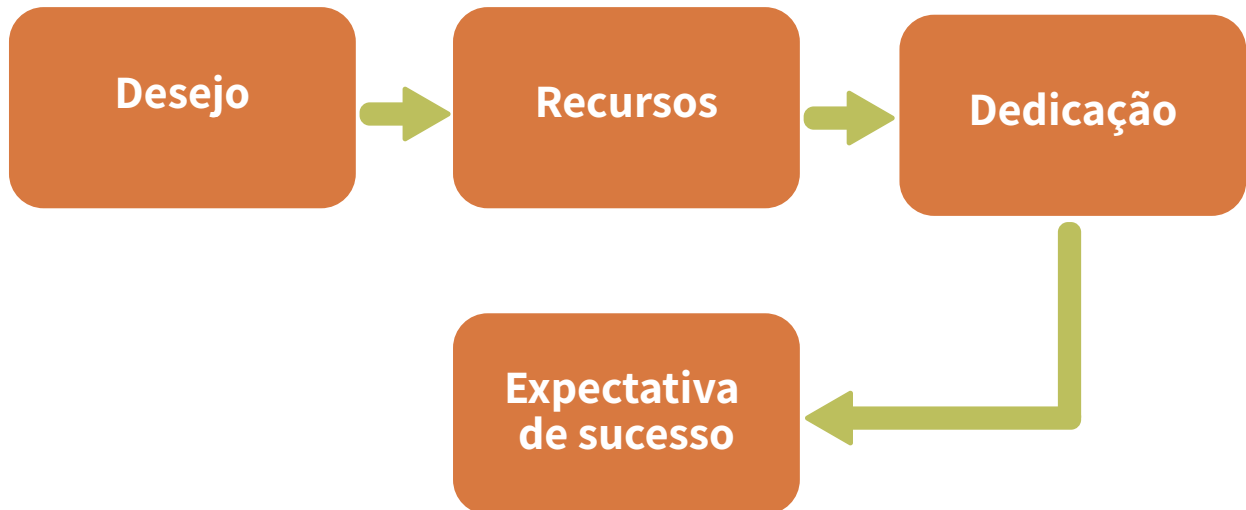 Desejo
Recursos
Dedicação
Expectativa
de sucesso